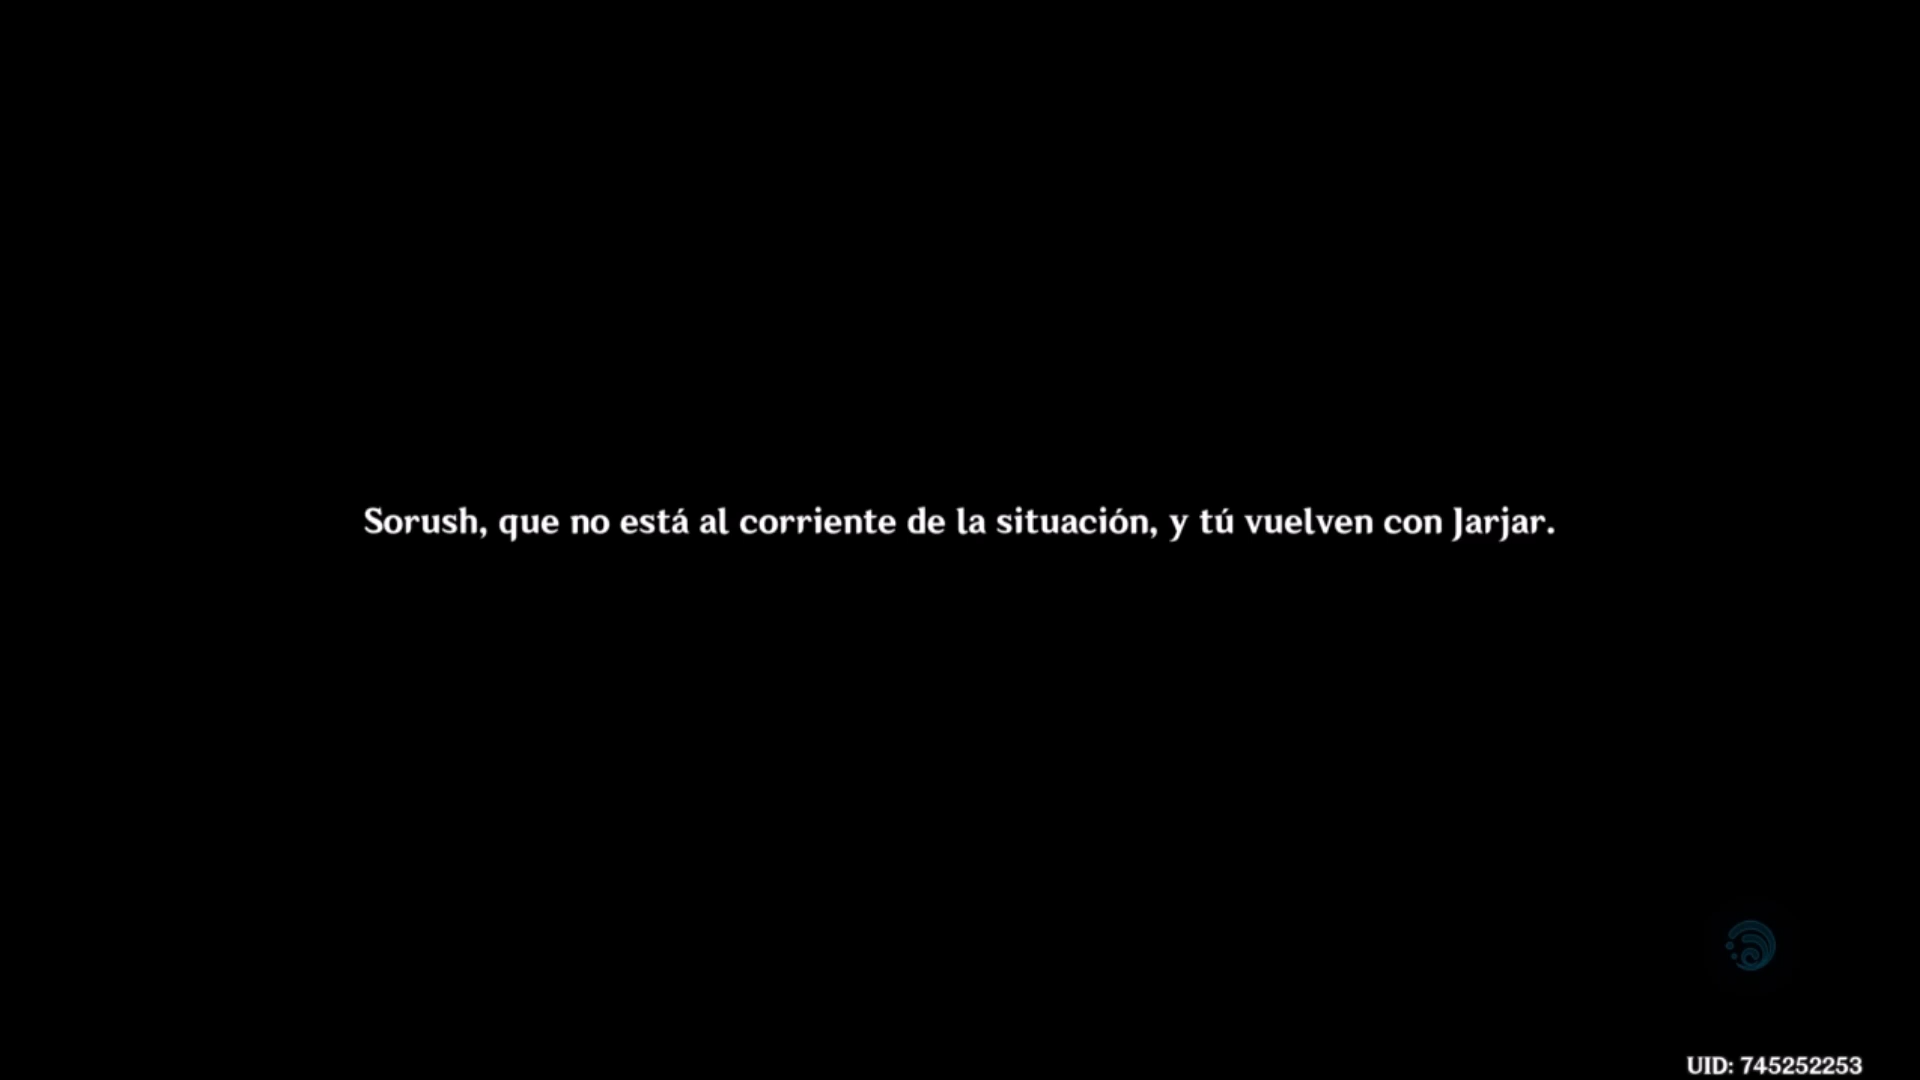 Sorush, que no está al corriente de la situación, y tú vuelven con Jarjar.
UID: 745252253